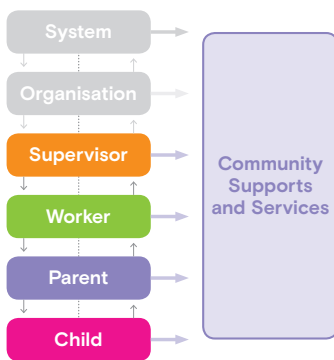 System
Organisation
Supervisor
Worker
Parent
Child
Community
Supports
and Services